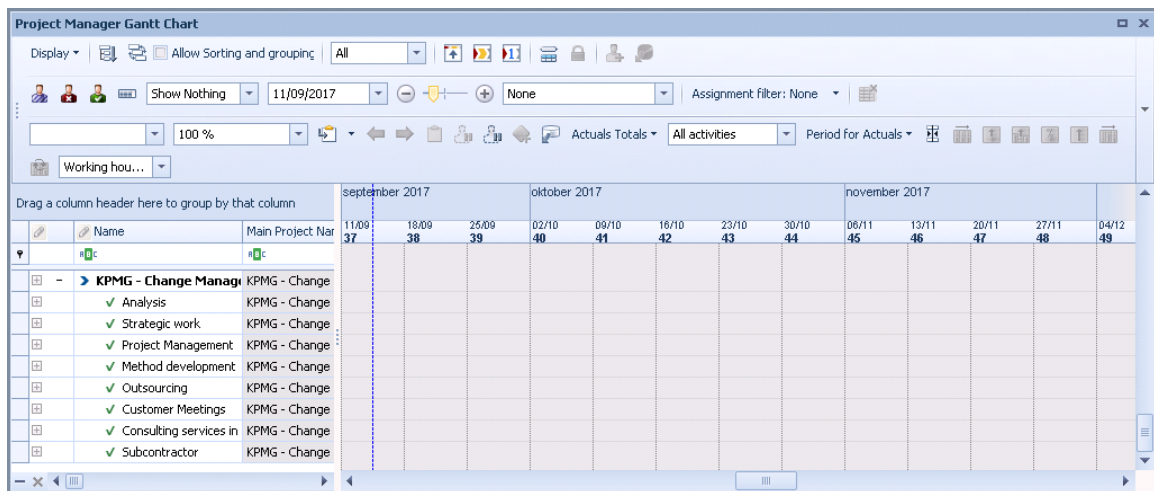 Project Manager Gantt Chart
Display Allow Sorting and grouping All
Show Nothing 11/09/2017 None Assignment filter: None
100 % Actuals Totals All activities Period for Actuals
Working hou...
Drag a column header here to group by that column
september 2017 oktober 2017 november 2017
Name Main Project Nar
11/09 18/09 25/09 02/10 09/10 16/10 23/10 30/10 06/11 13/11 20/11 27/11 04/12
37 38 39 40 41 42 43 44 45 46 47 48 49
KPMG - Change Manage KPMG - Change
Analysis KPMG - Change
Strategic work KPMG - Change
Project Management KPMG - Change
Method development KPMG - Change
Outsourcing KPMG - Change
Customer Meetings KPMG - Change
Consulting services in KPMG - Change
Subcontractor KPMG - Change